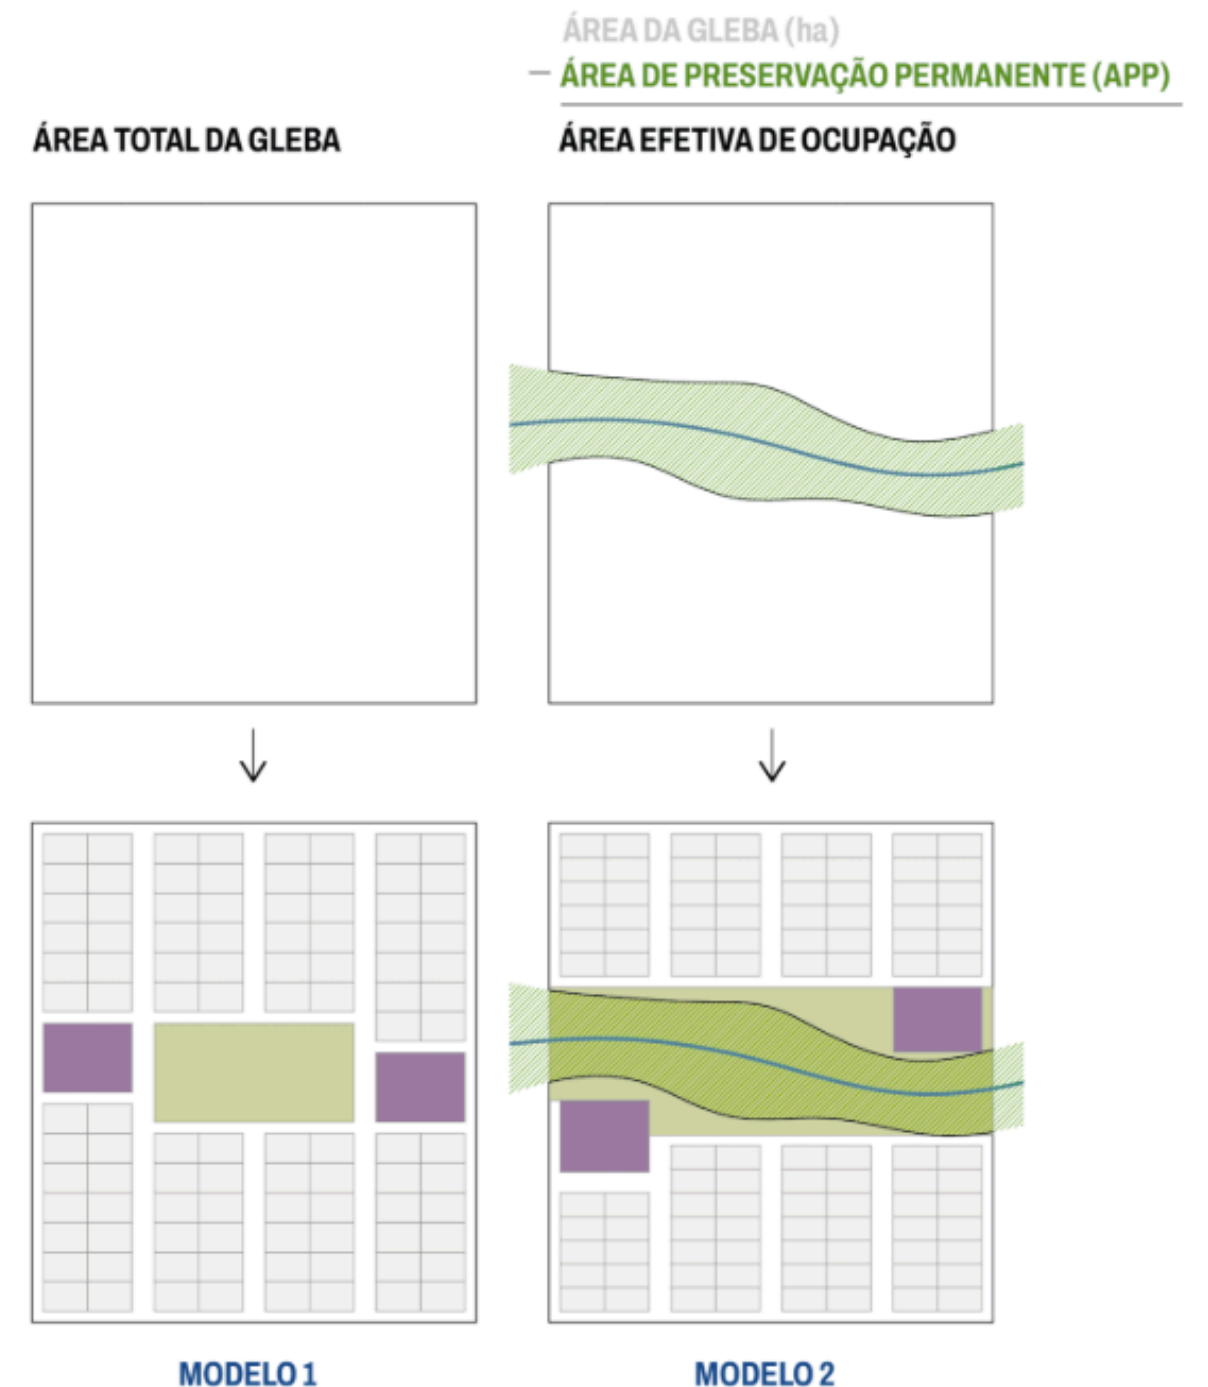 ÁREA DA GLEBA (ha)
— ÁREA DE PRESERVAÇÃO PERMANENTE (APP)
ÁREA TOTAL DA GLEBA
ÁREA EFETIVA DE OCUPAÇÃO
MODELO 1
MODELO 2